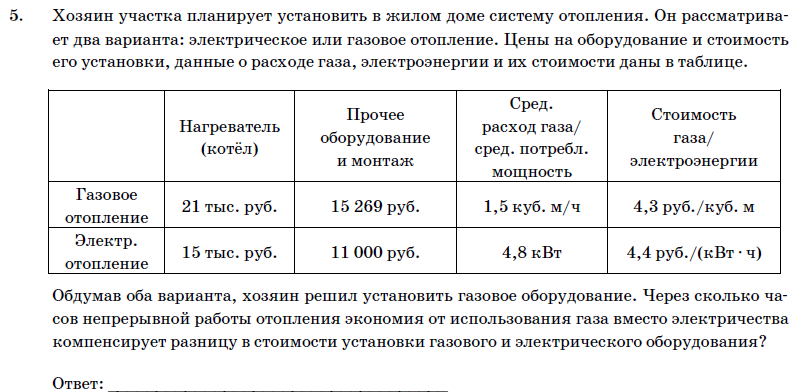 5. Хозяин участка планирует установить в жилом доме систему отопления. Он рассматрива-
ет два варианта: электрическое или газовое отопление. Цены на оборудование и стоимость
его установки, данные о расходе газа, электроэнергии и их стоимости даны в таблице.
Нагреватель
(котёл)
Прочее
оборудование
и монтаж
Сред.
расход газа/
сред. потребл.
мощность
Стоимость
газа/
электроэнергии
Газовое
отопление
21 тыс. руб.
15 269 руб.
1,5 куб. м/ч
4,3 руб./куб. м
Электр.
отопление
15 тыс. руб.
11 000 руб.
4,8 кВт
4,4 руб./(кВт · ч)
Обдумав оба варианта, хозяин решил установить газовое оборудование. Через сколько ча-
сов непрерывной работы отопления экономия от использования газа вместо электричества
компенсирует разницу в стоимости установки газового и электрического оборудования?
Ответ: